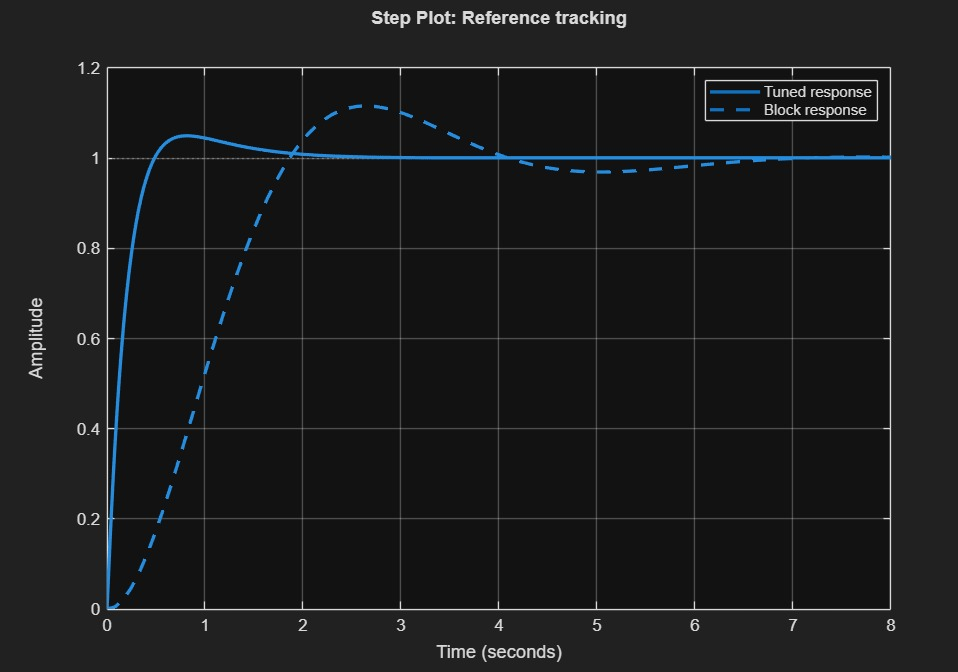 Step Plot: Reference tracking
Tuned response
Block response
Amplitude
1.2
1
0.8
0.6
0.4
0.2
0
0 1 2 3 4 5 6 7 8
Time (seconds)